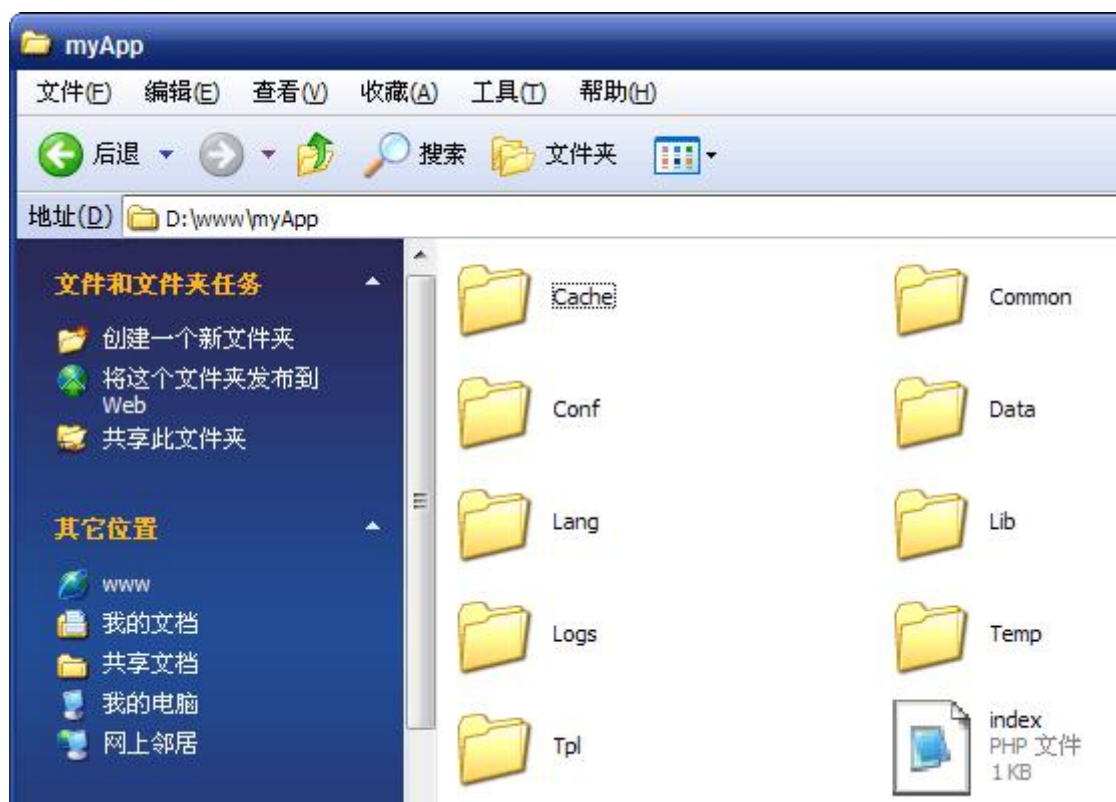 myApp
文件(F) 编辑(E) 查看(V) 收藏(A) 工具(T) 帮助(H)
后退 搜索 文件夹
地址(D) D:\www\myApp
文件和文件夹任务
创建一个新文件夹
将这个文件夹发布到
Web
共享此文件夹
其它位置
www
我的文档
共享文档
我的电脑
网上邻居
Cache Common
Conf Data
Lang Lib
Logs Temp
Tpl index
PHP 文件
1 KB